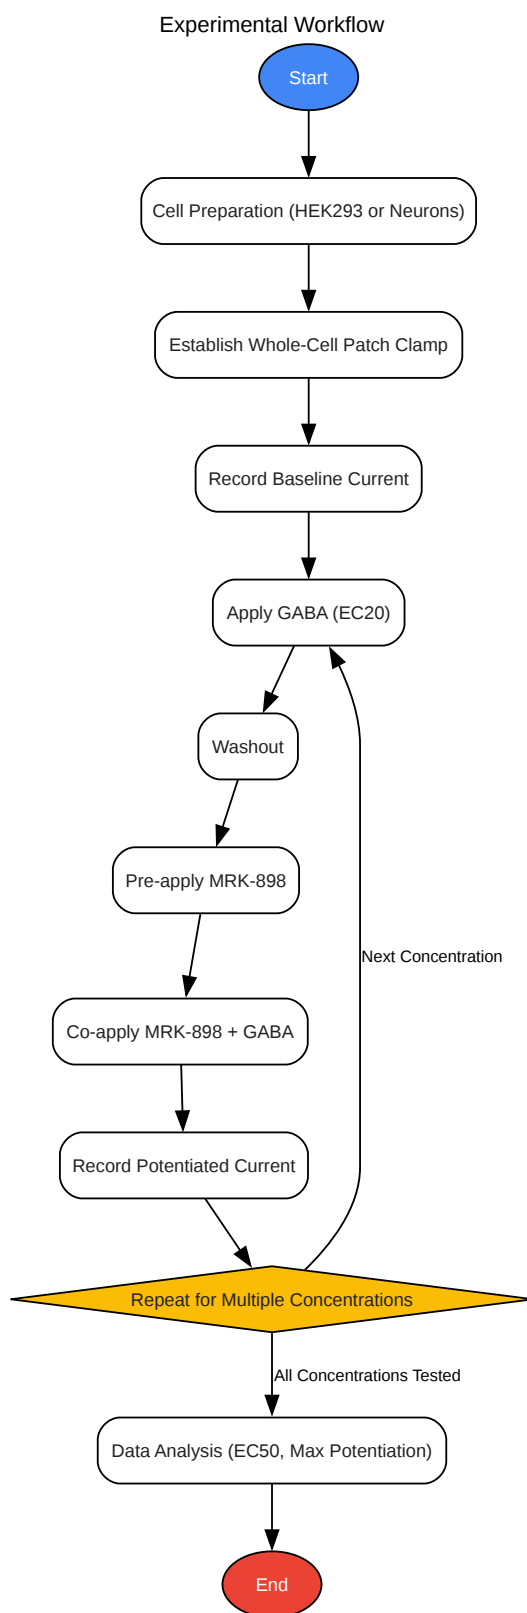 Experimental Workflow
Start
Cell Preparation (HEK293 or Neurons)
Establish Whole-Cell Patch Clamp
Record Baseline Current
Apply GABA (EC20)
Washout
Pre-apply MRK-898
Next Concentration
Co-apply MRK-898 + GABA
Record Potentiated Current
Repeat for Multiple Concentrations
All Concentrations Tested
Data Analysis (EC50, Max Potentiation)
End